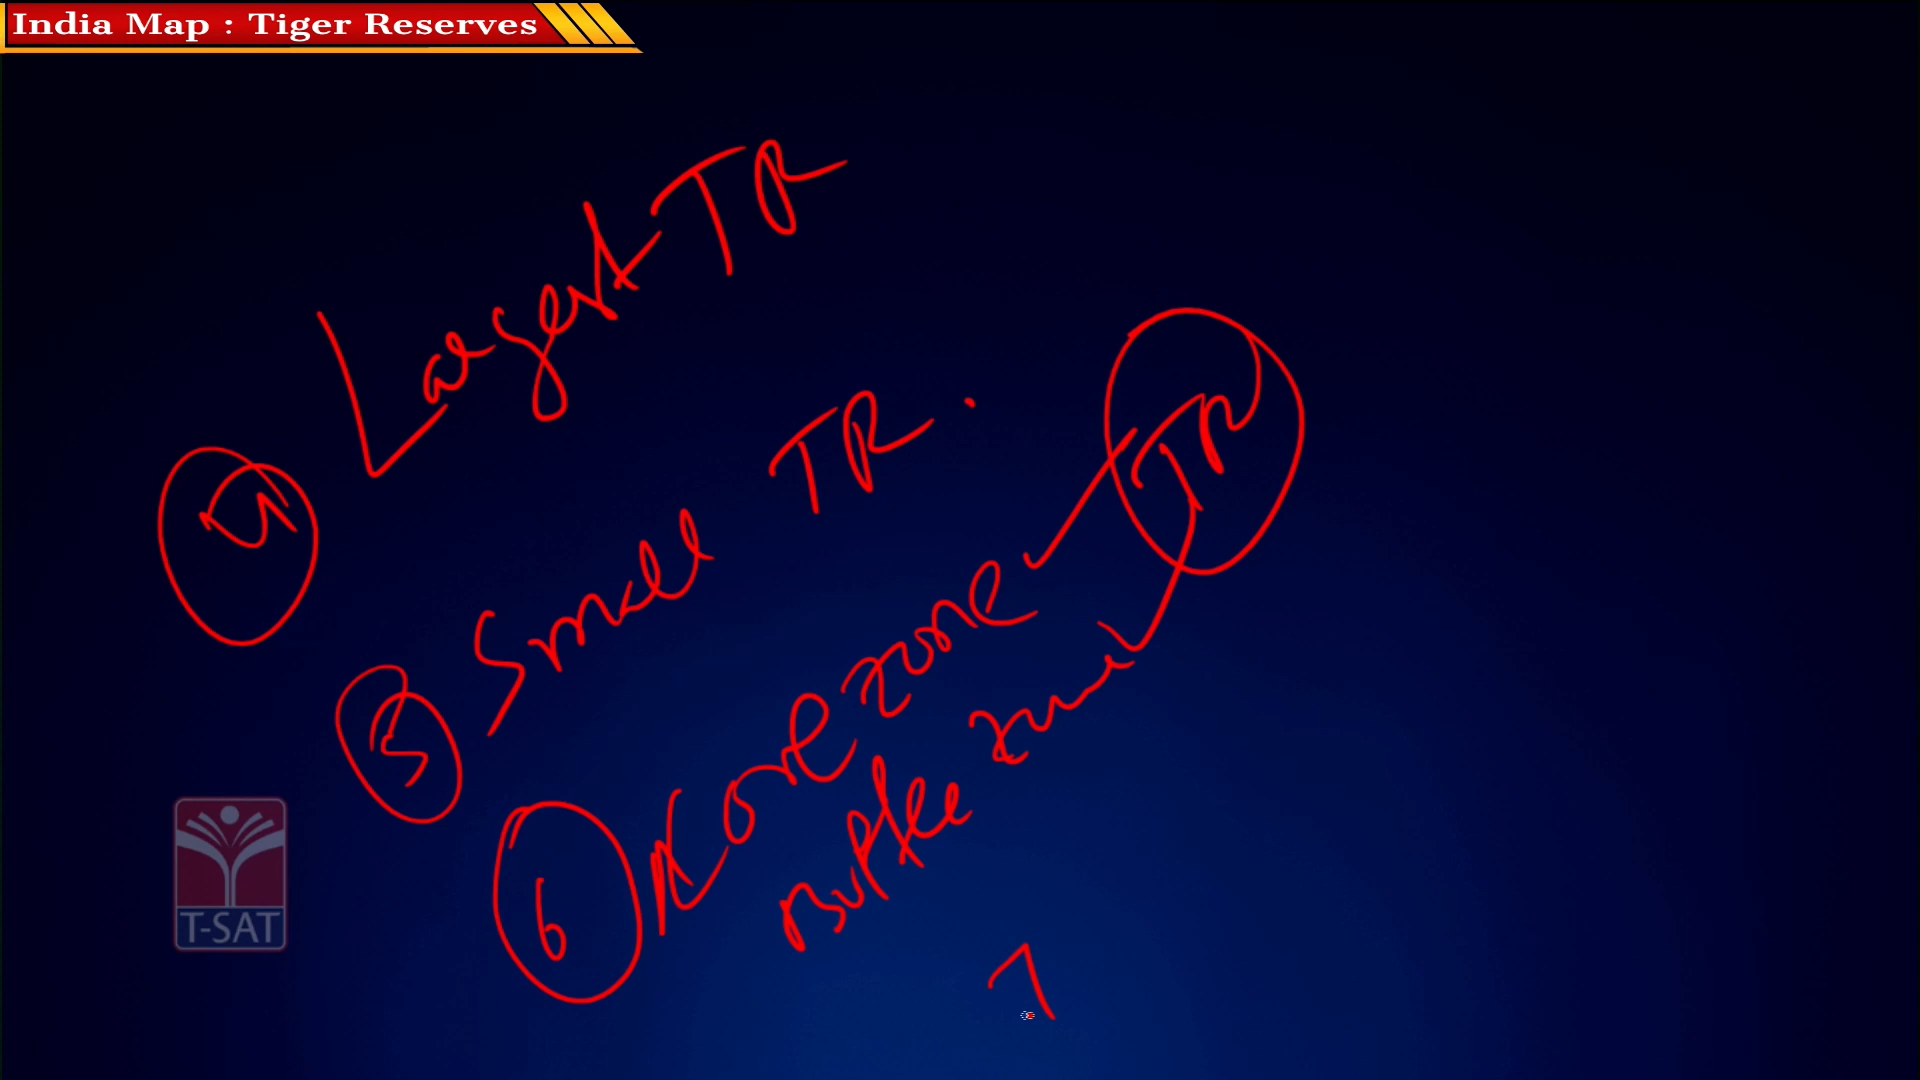 India Map : Tiger Reserves
4 Largest TR
5 Small TR.
6 Core zone TR
Buffer zone
7
T-SAT